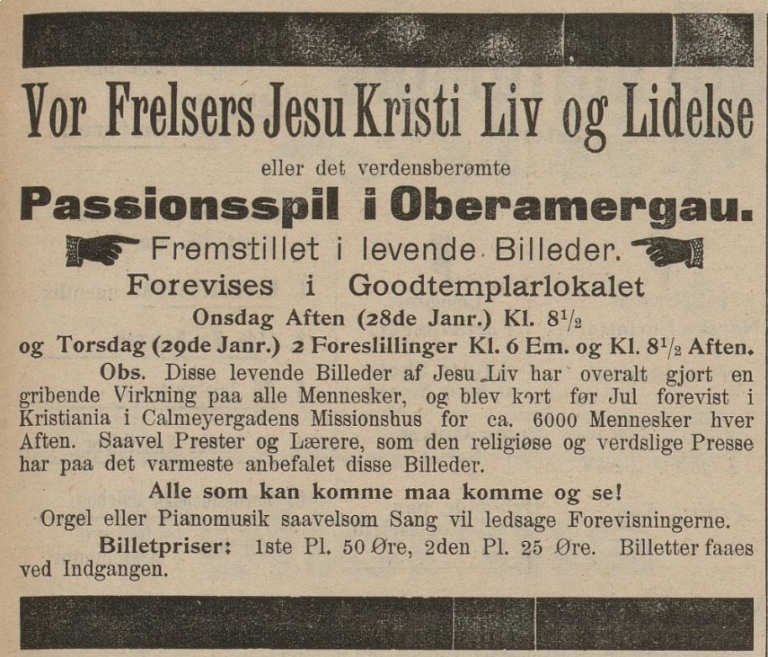 Vor Frelsers Jesu Kristi Liv og Lidelse
eller det verdensberømte
Passionsspil i Oberamergau.
Fremstillet i levende Billeder.
Forevises i Goodtemplarlokalet
Onsdag Aften (28de Janr.) Kl. 8½
og Torsdag (29de Janr.) 2 Foreslillinger Kl. 6 Em. og Kl. 8½ Aften.
Obs. Disse levende Billeder af Jesu Liv har overalt gjort en
gribende Virkning paa alle Mennesker, og blev kort før Jul forevist i
Kristiania i Calmeyergadens Missionshus for ca. 6000 Mennesker hver
Aften. Saavel Prester og Lærere, som den religiøse og verdslige Presse
har paa det varmeste anbefalet disse Billeder.
Alle som kan komme maa komme og se!
Orgel eller Pianomusik saavelsom Sang vil ledsage Forevisningerne.
Billetpriser: 1ste Pl. 50 Øre, 2den Pl. 25 Øre. Billetter faaes
ved Indgangen.